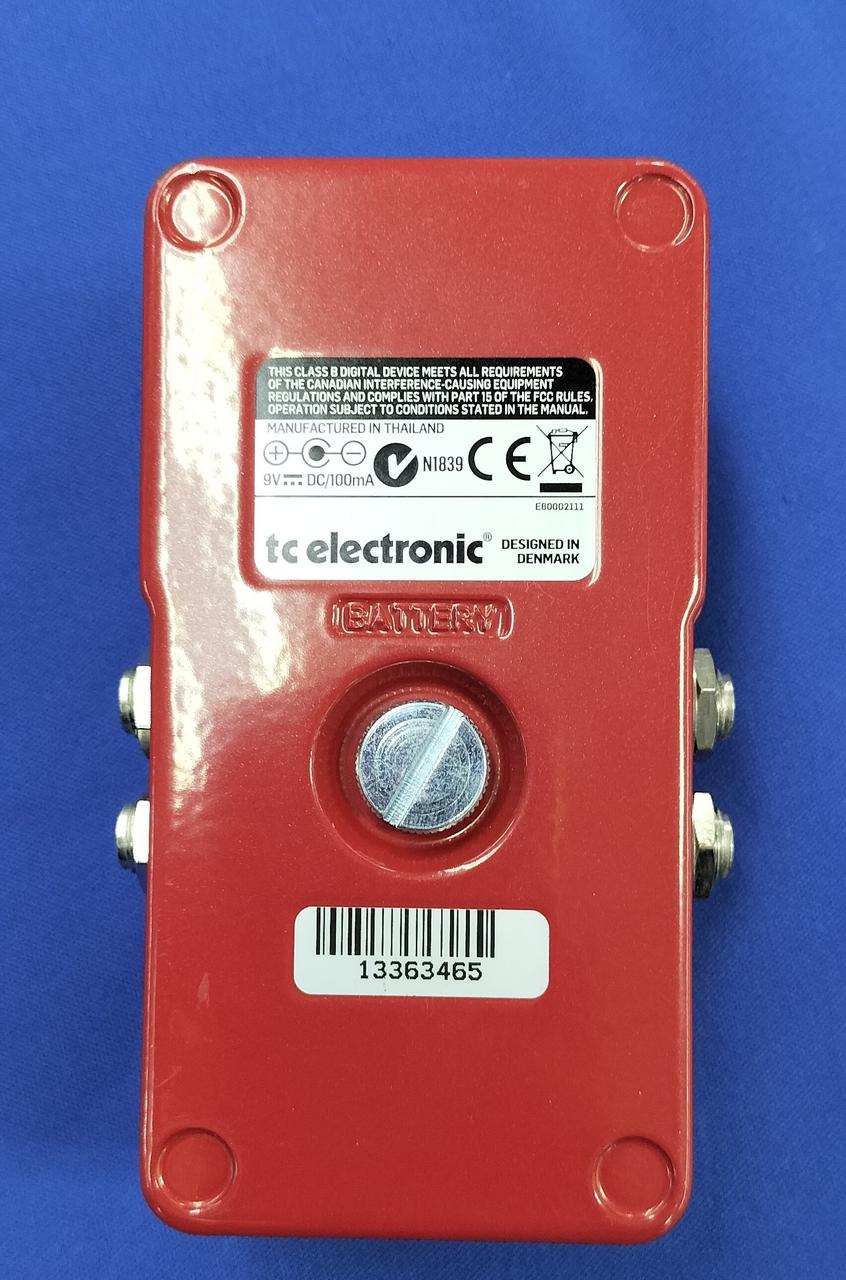 THIS CLASS B DIGITAL DEVICE MEETS ALL REQUIREMENTS
OF THE CANADIAN INTERFERENCE-CAUSING EQUIPMENT
REGULATIONS AND COMPLIES WITH PART 15 OF THE FCC RULES,
OPERATION SUBJECT TO CONDITIONS STATED IN THE MANUAL.
MANUFACTURED IN THAILAND
9V DC/100mA
N1839
CE
E60002111
tc electronic®
DESIGNED IN
DENMARK
BATTERY
13363465